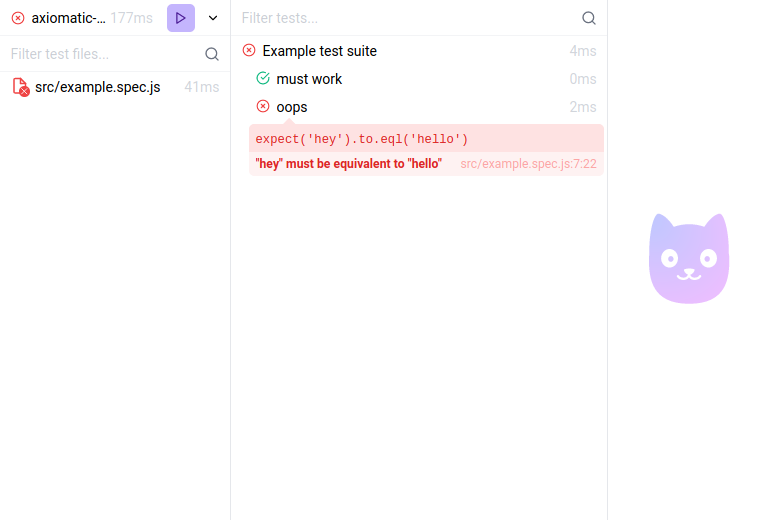 axiomatic-… 177ms
Filter test files...
src/example.spec.js 41ms
Filter tests...
Example test suite 4ms
must work 0ms
oops 2ms
expect('hey').to.eql('hello')
"hey" must be equivalent to "hello" src/example.spec.js:7:22